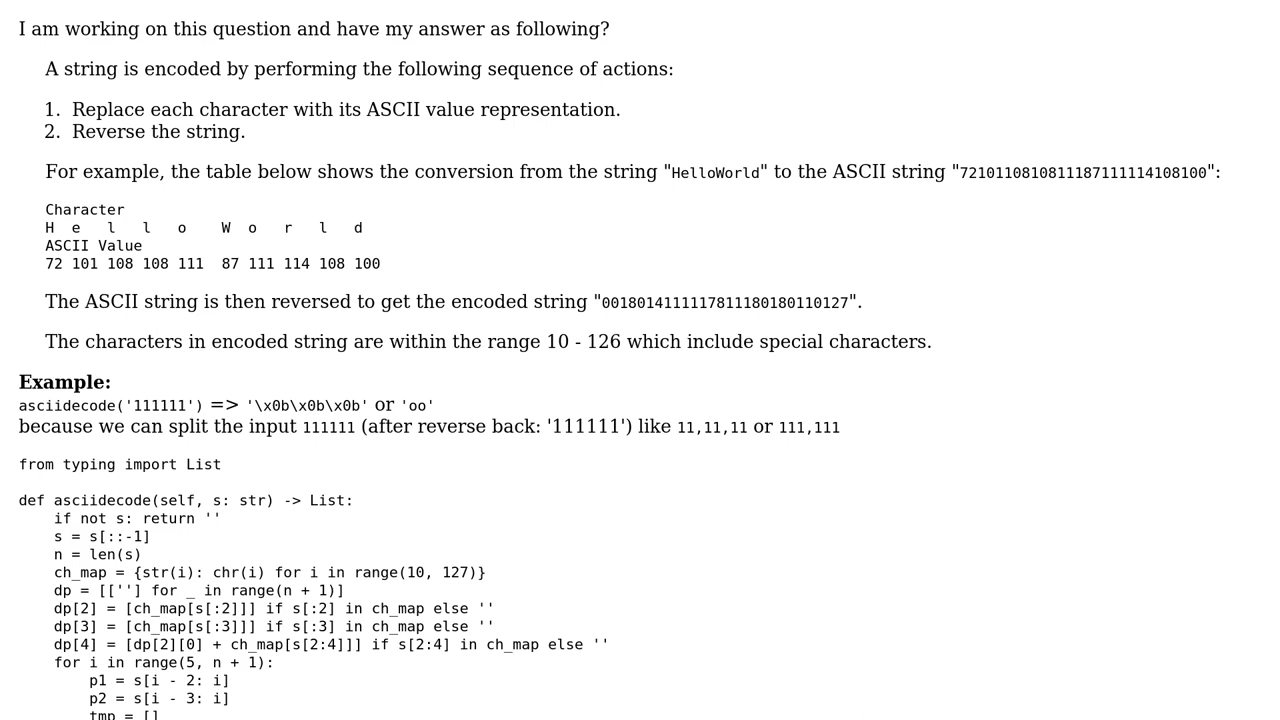 I am working on this question and have my answer as following?
A string is encoded by performing the following sequence of actions:
1. Replace each character with its ASCII value representation.
2. Reverse the string.
For example, the table below shows the conversion from the string "HelloWorld" to the ASCII string "7210110810811187111114108100":
Character
H  e   l   l   o    W  o   r   l   d
ASCII Value
72 101 108 108 111  87 111 114 108 100
The ASCII string is then reversed to get the encoded string "0018014111117811180180110127".
The characters in encoded string are within the range 10 - 126 which include special characters.
Example:
asciidecode('111111') => '\x0b\x0b\x0b' or 'oo'
because we can split the input 111111 (after reverse back: '111111') like 11,11,11 or 111,111
from typing import List
def asciidecode(self, s: str) -> List:
    if not s: return ''
    s = s[::-1]
    n = len(s)
    ch_map = {str(i): chr(i) for i in range(10, 127)}
    dp = [[''] for _ in range(n + 1)]
    dp[2] = [ch_map[s[:2]]] if s[:2] in ch_map else ''
    dp[3] = [ch_map[s[:3]]] if s[:3] in ch_map else ''
    dp[4] = [dp[2][0] + ch_map[s[2:4]]] if s[2:4] in ch_map else ''
    for i in range(5, n + 1):
        p1 = s[i - 2: i]
        p2 = s[i - 3: i]
        tmp = []